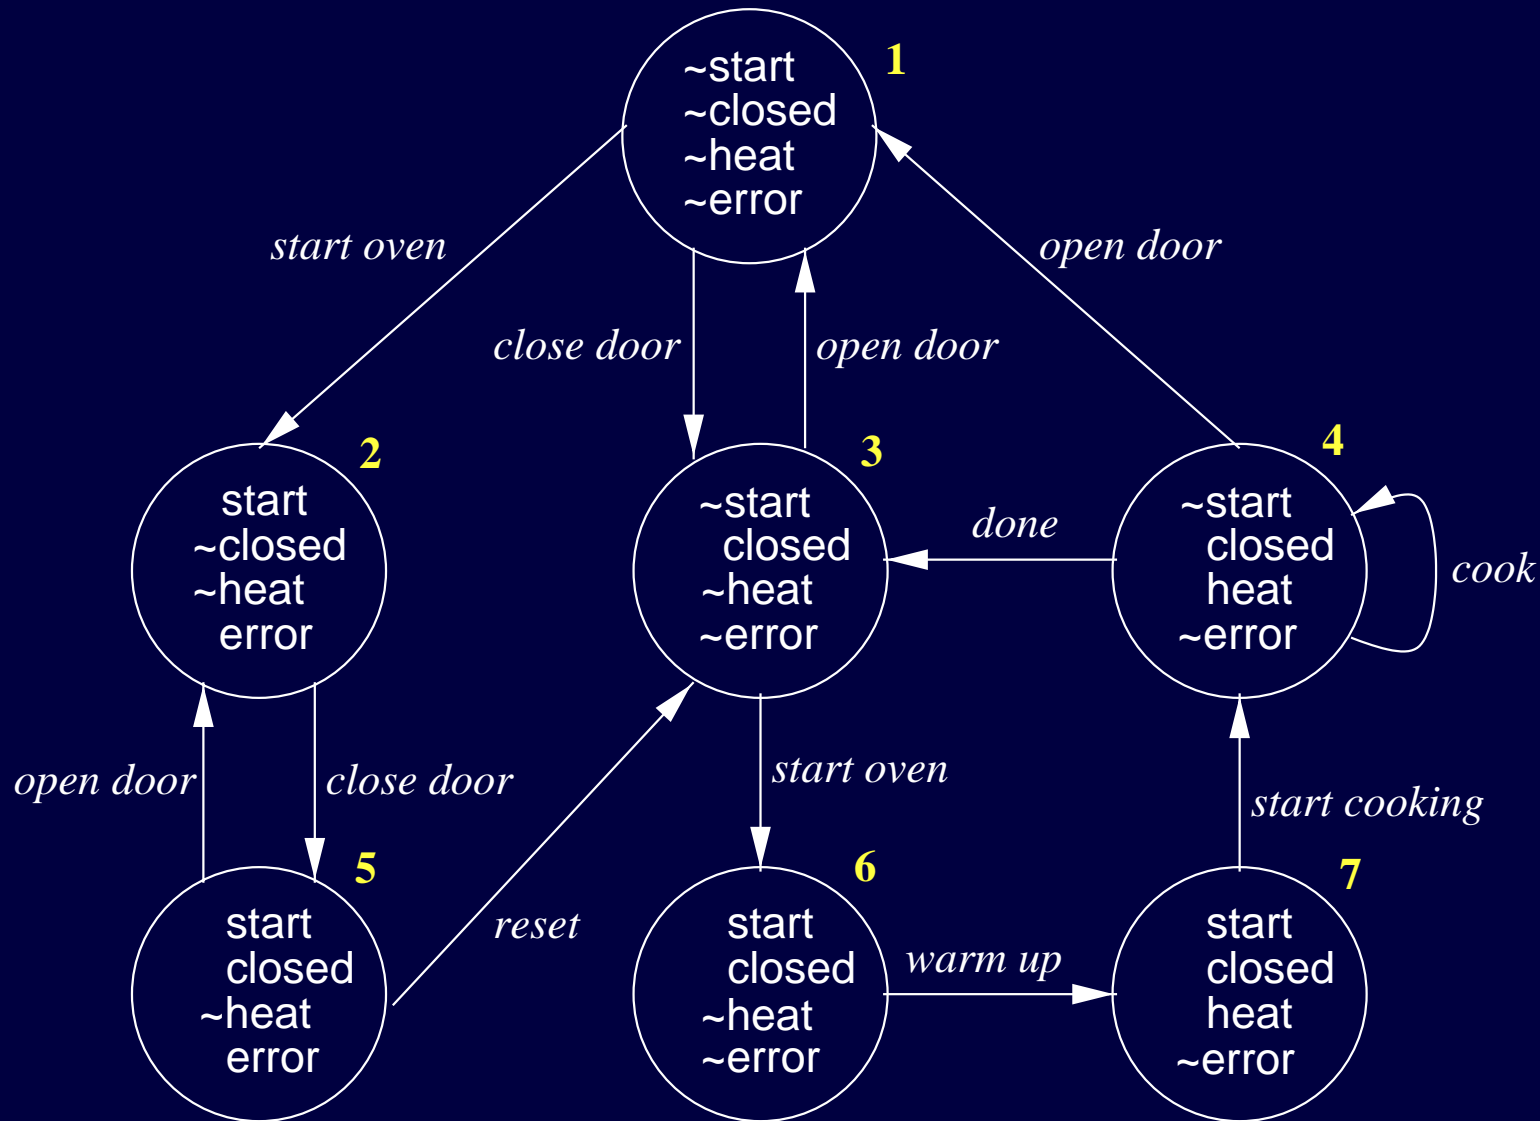 1
~start
~closed
~heat
~error
start oven
open door
close door
open door
2
start
~closed
~heat
error
3
~start
closed
~heat
~error
done
4
~start
closed
heat
~error
cook
open door
close door
start oven
start cooking
reset
5
start
closed
~heat
error
6
start
closed
~heat
~error
warm up
7
start
closed
heat
~error